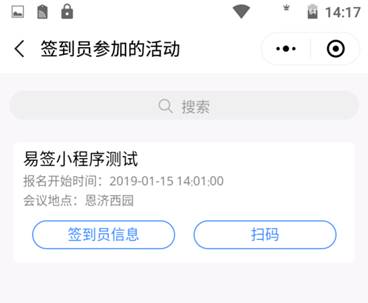 14:17
签到员参加的活动
搜索
易签小程序测试
报名开始时间：2019-01-15 14:01:00
会议地点：恩济西园
签到员信息
扫码